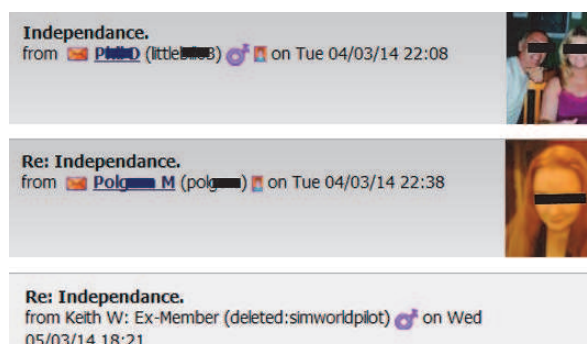 Independance.
from (little on Tue 04/03/14 22:08
Re: Independance.
from M on Tue 04/03/14 22:38
Re: Independance.
from Keith W: Ex-Member (deleted:simworldpilot) on Wed
05/03/14 18:21